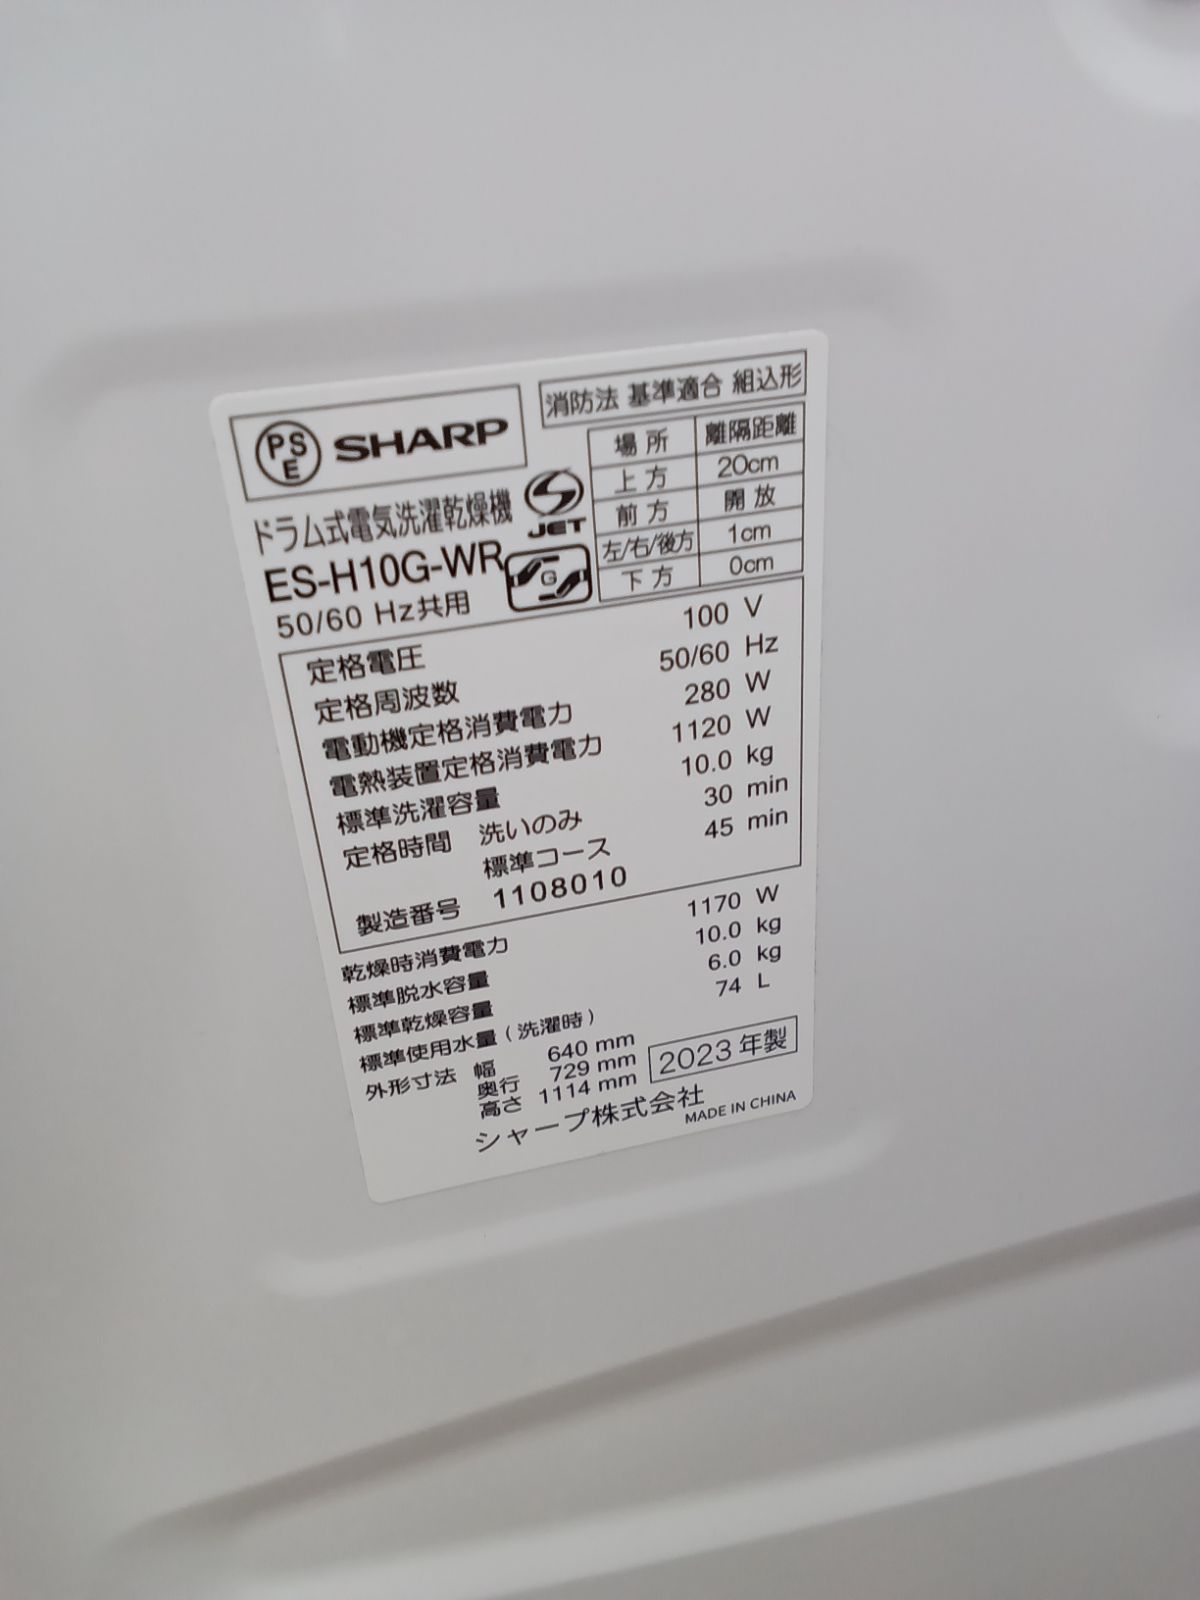 PSE SHARP
消防法 基準適合 組込形
場所 離隔距離
上方 20cm
前方 開放
左/右/後方 1cm
下方 0cm
JET
G
ドラム式電気洗濯乾燥機
ES-H10G-WR
50/60 Hz共用
定格電圧 100 V
定格周波数 50/60 Hz
電動機定格消費電力 280 W
電熱装置定格消費電力 1120 W
標準洗濯容量 10.0 kg
定格時間 洗いのみ 30 min
標準コース 45 min
製造番号 1108010
乾燥時消費電力 1170 W
標準脱水容量 10.0 kg
標準乾燥容量 6.0 kg
標準使用水量(洗濯時) 74 L
外形寸法 幅 640 mm
奥行 729 mm
高さ 1114 mm
2023年製
シャープ株式会社
MADE IN CHINA